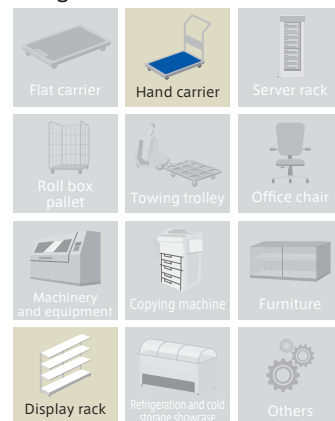 Flat carrier
Hand carrier
Server rack
Roll box
pallet
Towing trolley
Office chair
Machinery
and equipment
Copying machine
Furniture
Display rack
Refrigeration and cold
storage showcase
Others